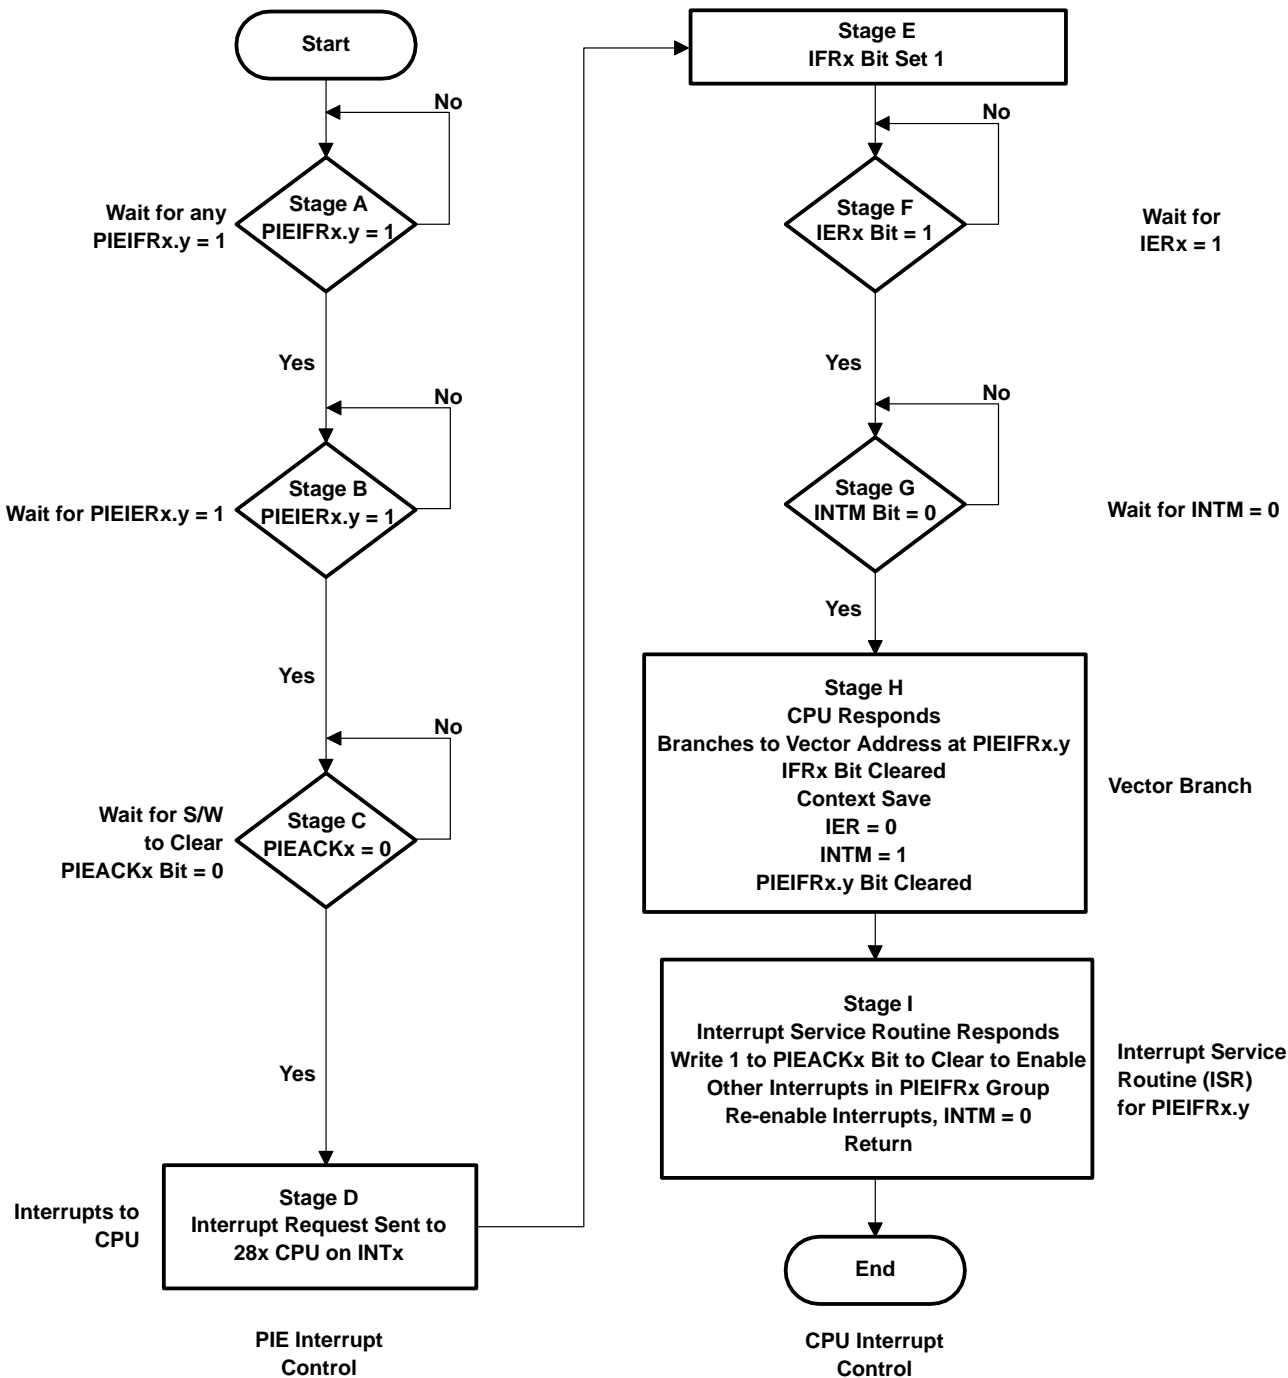 Start
No
Stage A
PIEIFRx.y = 1
Wait for any
PIEIFRx.y = 1
Yes
No
Stage B
PIEIERx.y = 1
Wait for PIEIERx.y = 1
Yes
No
Stage C
PIEACKx = 0
Wait for S/W
to Clear
PIEACKx Bit = 0
Yes
Stage D
Interrupt Request Sent to
28x CPU on INTx
Interrupts to
CPU
PIE Interrupt
Control
Stage E
IFRx Bit Set 1
No
Stage F
IERx Bit = 1
Wait for
IERx = 1
Yes
No
Stage G
INTM Bit = 0
Wait for INTM = 0
Yes
Stage H
CPU Responds
Branches to Vector Address at PIEIFRx.y
IFRx Bit Cleared
Context Save
IER = 0
INTM = 1
PIEIFRx.y Bit Cleared
Vector Branch
Stage I
Interrupt Service Routine Responds
Write 1 to PIEACKx Bit to Clear to Enable
Other Interrupts in PIEIFRx Group
Re-enable Interrupts, INTM = 0
Return
Interrupt Service
Routine (ISR)
for PIEIFRx.y
End
CPU Interrupt
Control